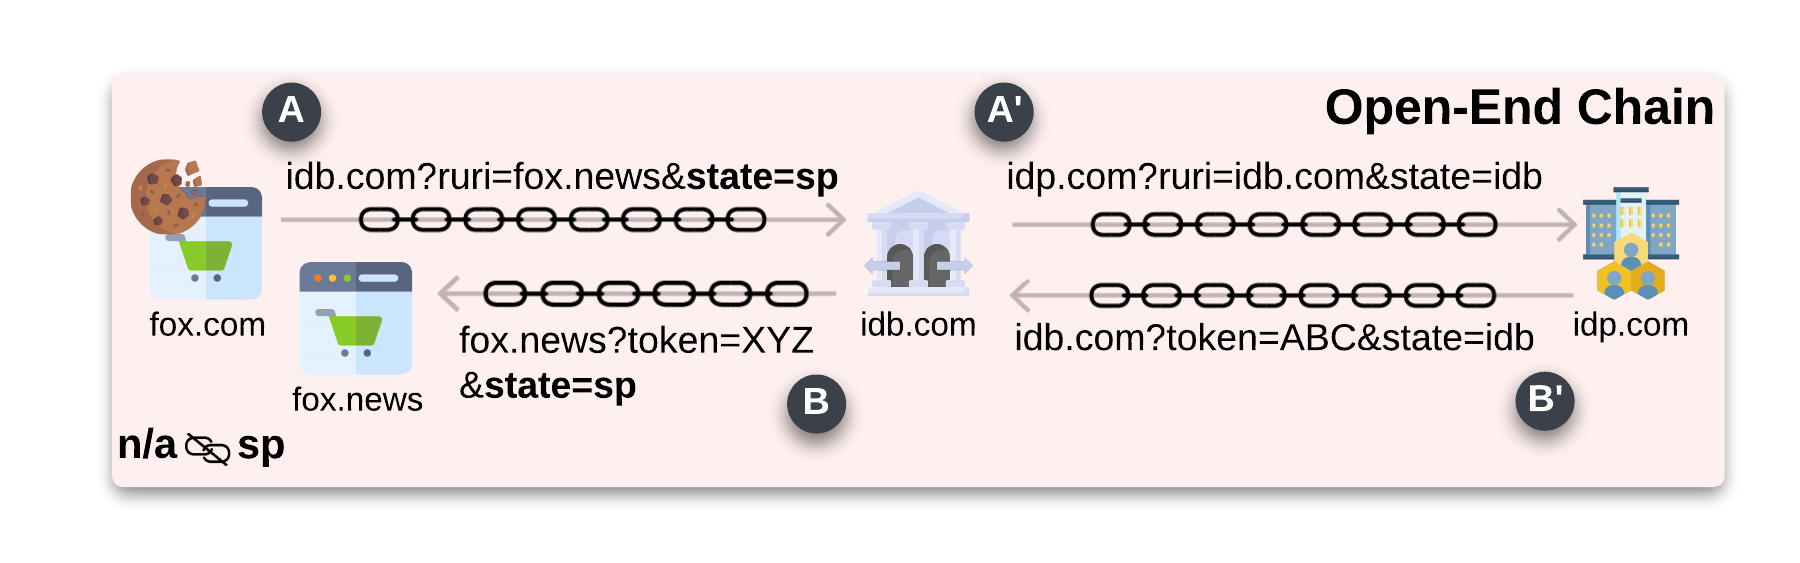 Open-End Chain
A
A'
idb.com?ruri=fox.news&state=sp
idp.com?ruri=idb.com&state=idb
fox.com
fox.news
idb.com
idp.com
fox.news?token=XYZ
&state=sp
idb.com?token=ABC&state=idb
B
B'
n/a sp